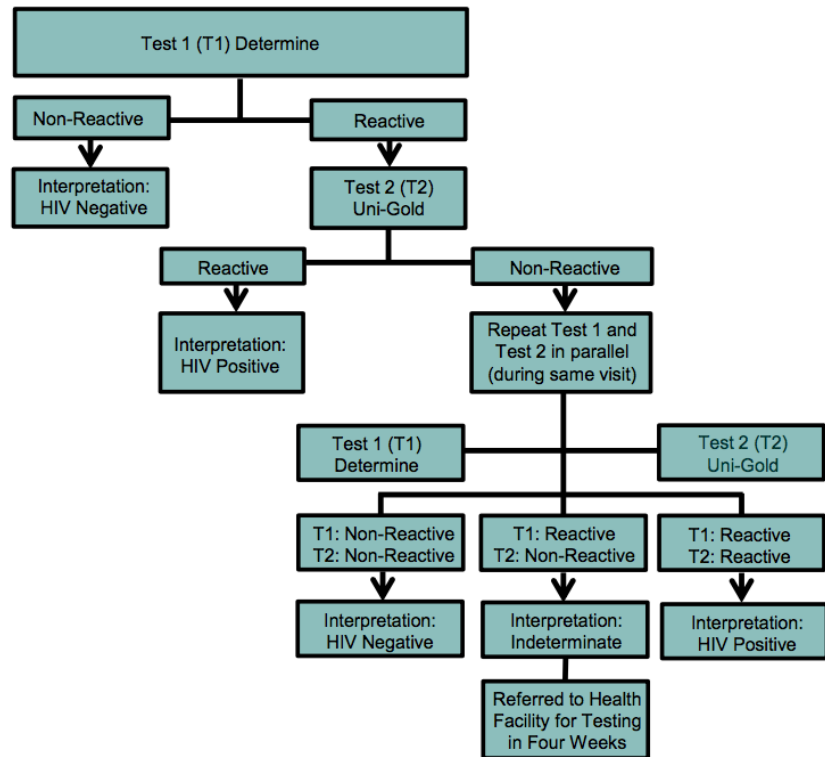 Test 1 (T1) Determine
Non-Reactive
Reactive
Interpretation:
HIV Negative
Test 2 (T2)
Uni-Gold
Reactive
Non-Reactive
Interpretation:
HIV Positive
Repeat Test 1 and
Test 2 in parallel
(during same visit)
Test 1 (T1)
Determine
Test 2 (T2)
Uni-Gold
T1: Non-Reactive
T2: Non-Reactive
T1: Reactive
T2: Non-Reactive
T1: Reactive
T2: Reactive
Interpretation:
HIV Negative
Interpretation:
Indeterminate
Interpretation:
HIV Positive
Referred to Health
Facility for Testing
in Four Weeks